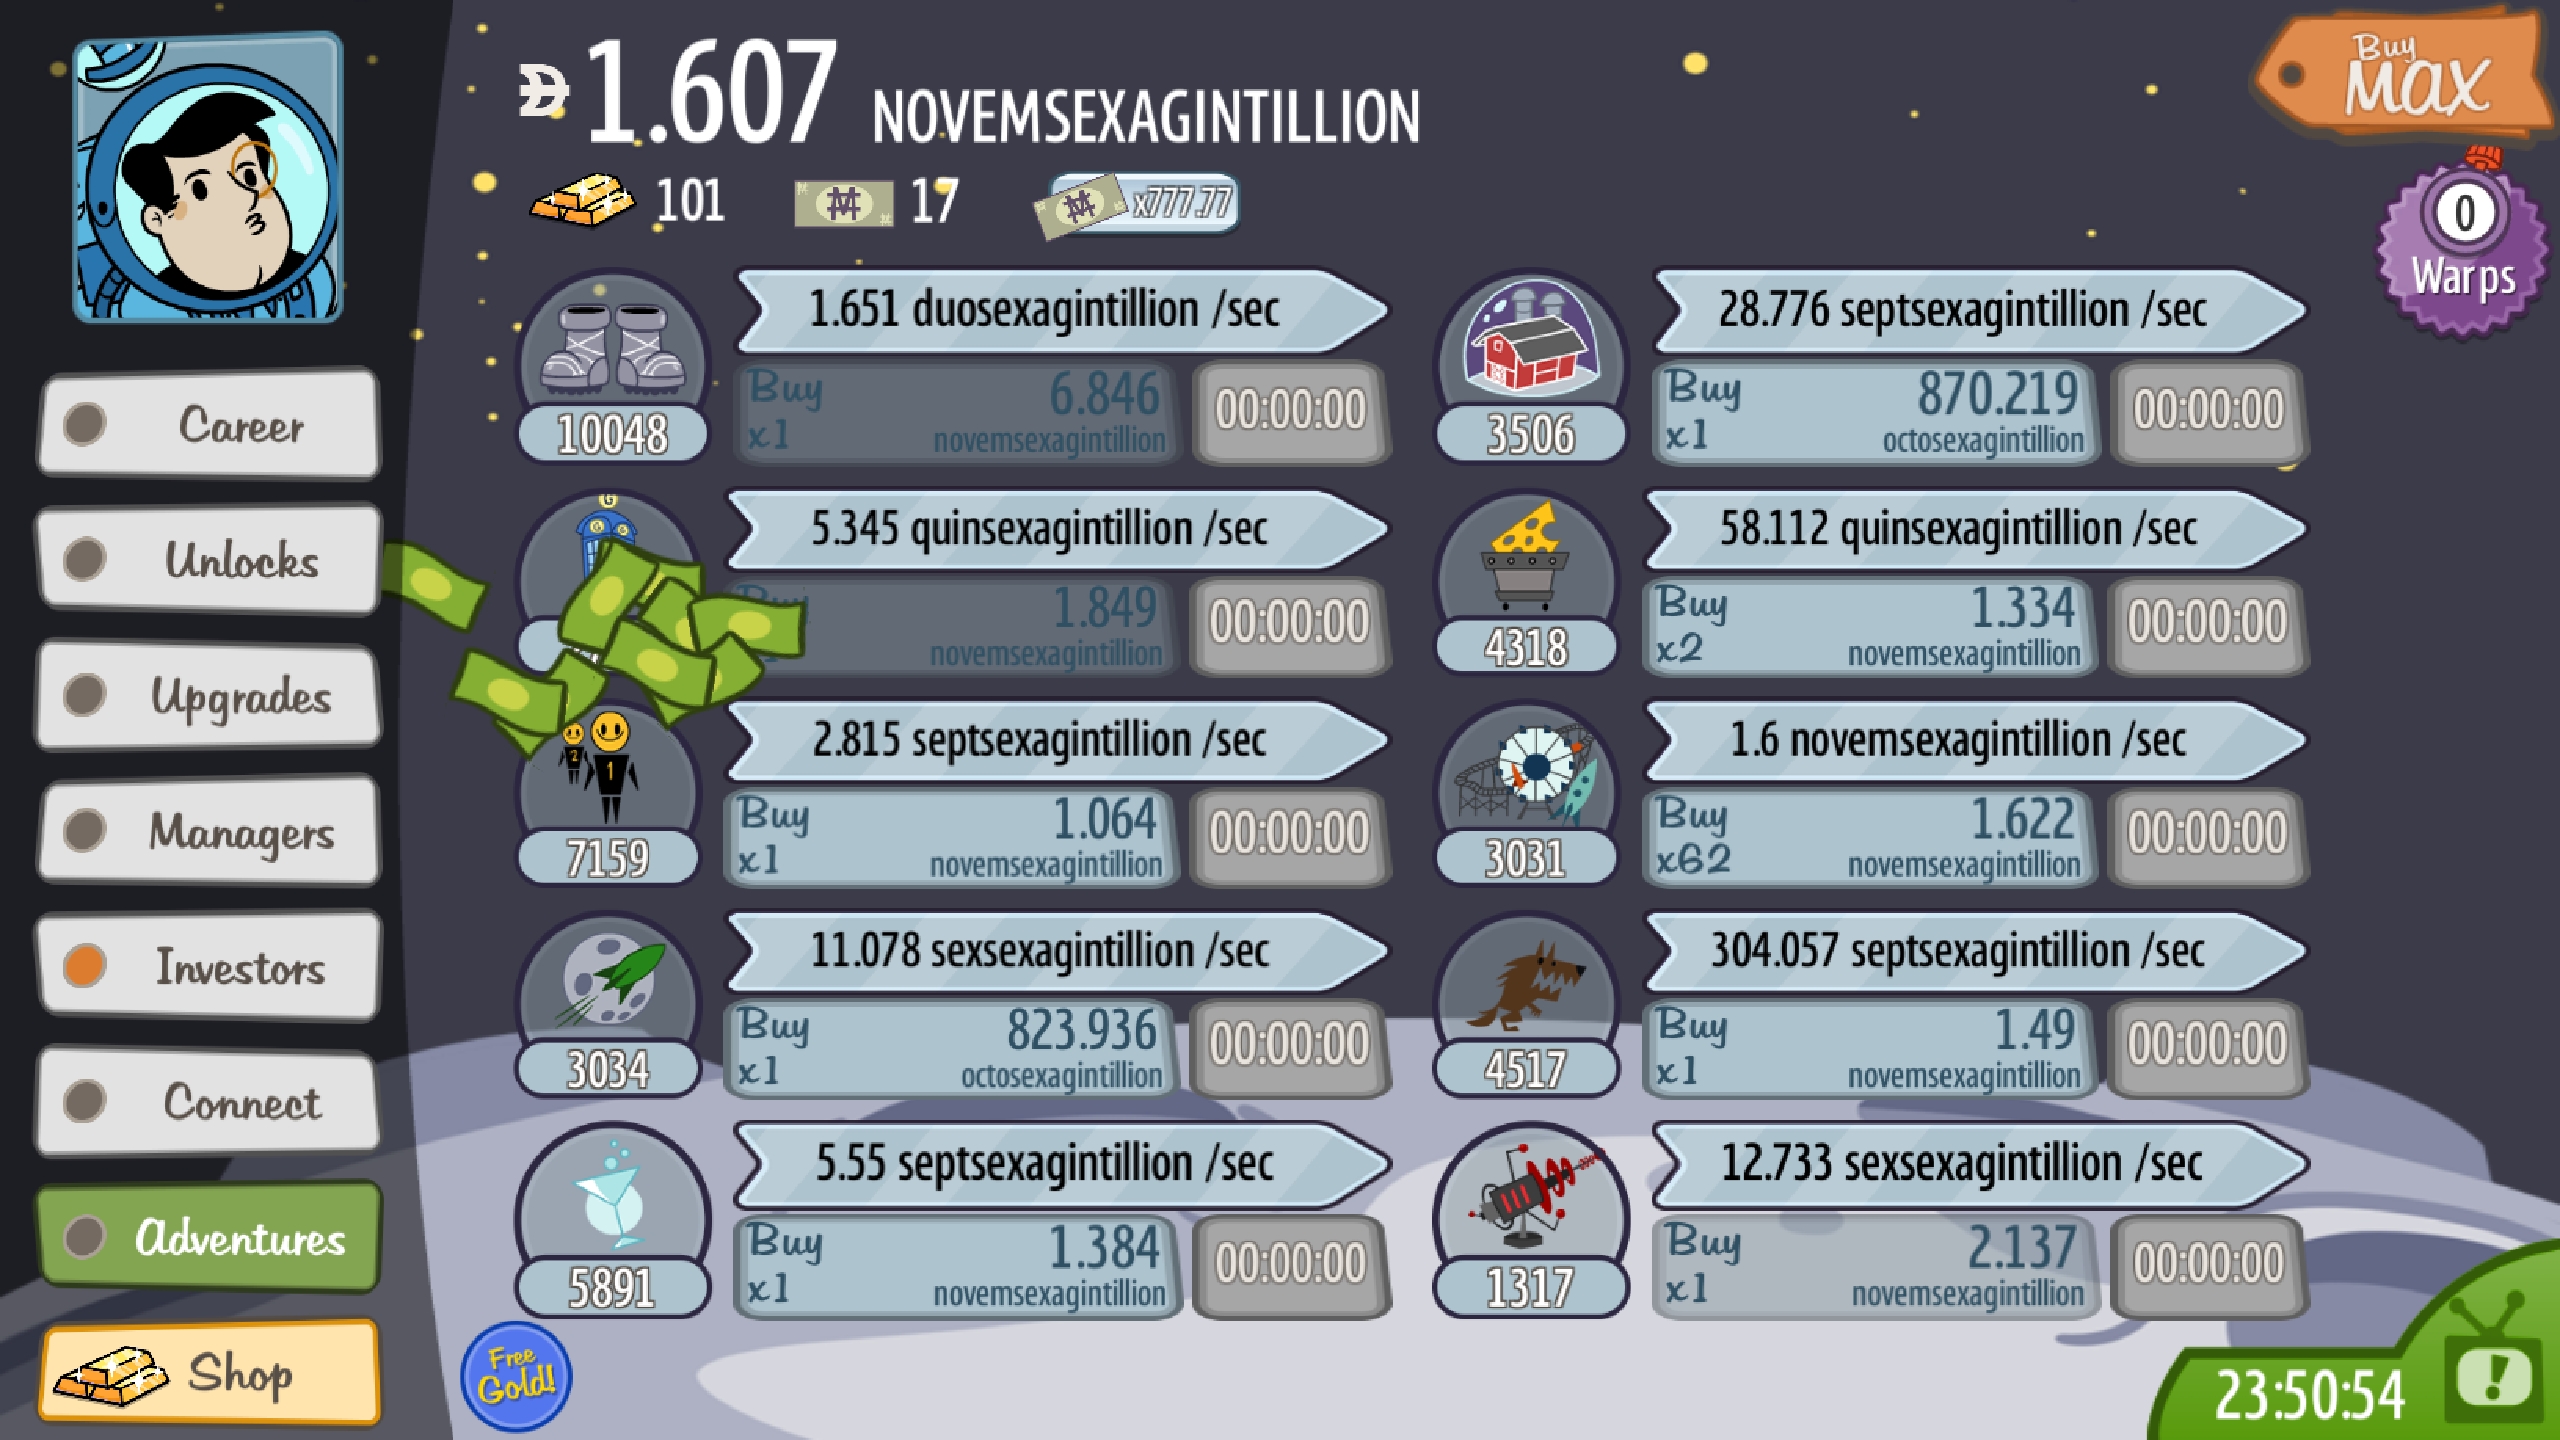 1.607 NOVEMSEXAGINTILLION
Buy
MAX
101
17
x777.77
0
Warps
Career
Unlocks
Upgrades
Managers
Investors
Connect
Adventures
Shop
1.651 duosexagintillion /sec
Buy
6.846
x1
novemsexagintillion
00:00:00
10048
28.776 septsexagintillion /sec
Buy
870.219
x1
octosexagintillion
00:00:00
3506
5.345 quinsexagintillion /sec
1.849
novemsexagintillion
00:00:00
58.112 quinsexagintillion /sec
Buy
1.334
x2
novemsexagintillion
00:00:00
4318
2.815 septsexagintillion /sec
Buy
1.064
x1
novemsexagintillion
00:00:00
2
1
7159
1.6 novemsexagintillion /sec
Buy
1.622
x62
novemsexagintillion
00:00:00
3031
11.078 sexsexagintillion /sec
Buy
823.936
x1
octosexagintillion
00:00:00
3034
304.057 septsexagintillion /sec
Buy
1.49
x1
novemsexagintillion
00:00:00
4517
5.55 septsexagintillion /sec
Buy
1.384
x1
novemsexagintillion
00:00:00
5891
12.733 sexsexagintillion /sec
Buy
2.137
x1
novemsexagintillion
00:00:00
1317
Free
Gold!
23:50:54
!